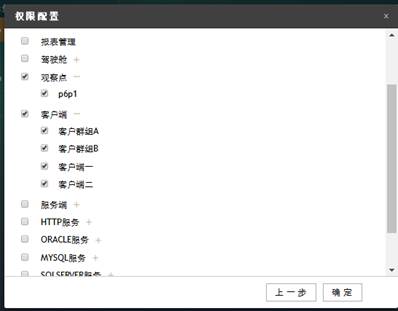 权限配置 x
报表管理
驾驶舱 +
观察点 −
p6p1
客户端 −
客户群组A
客户群组B
客户端一
客户端二
服务端 +
HTTP服务 +
ORACLE服务 +
MYSQL服务 +
SQLSERVER服务 +
上一步 确定